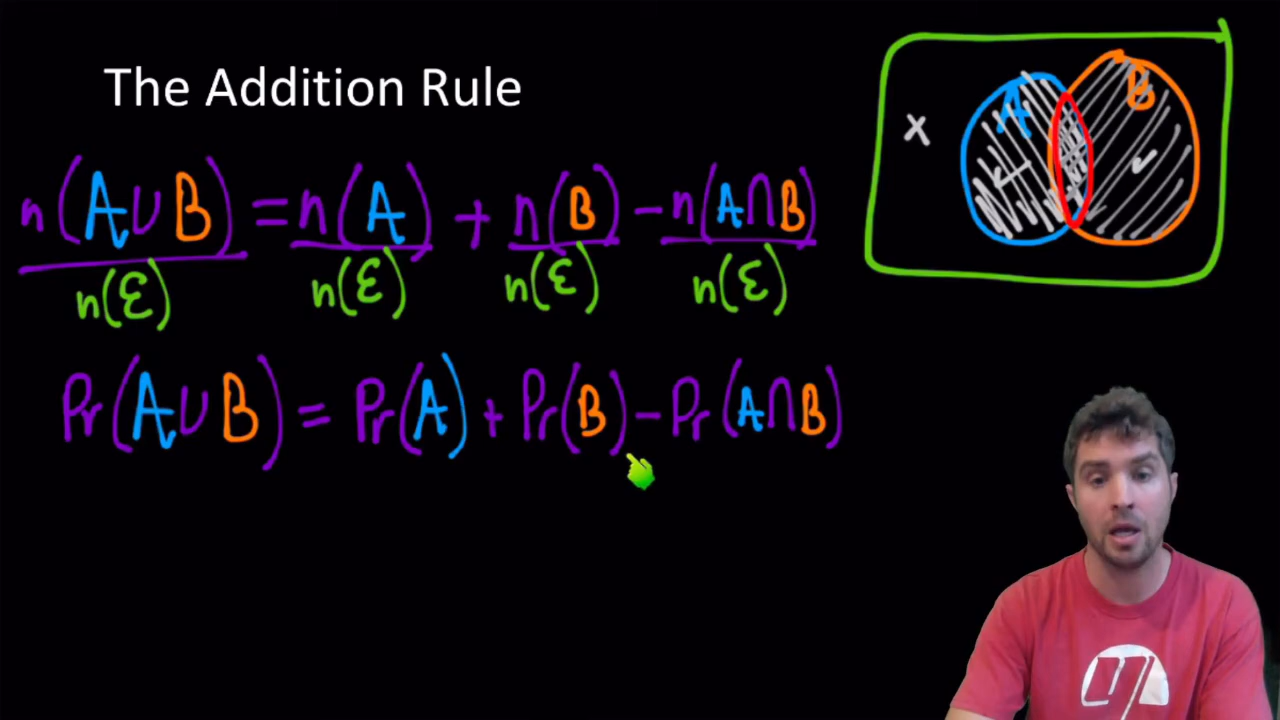 The Addition Rule
A B
x
n(A∪B) = n(A) + n(B) − n(A∩B)
n(ε) n(ε) n(ε) n(ε)
Pr(A∪B) = Pr(A) + Pr(B) − Pr(A∩B)